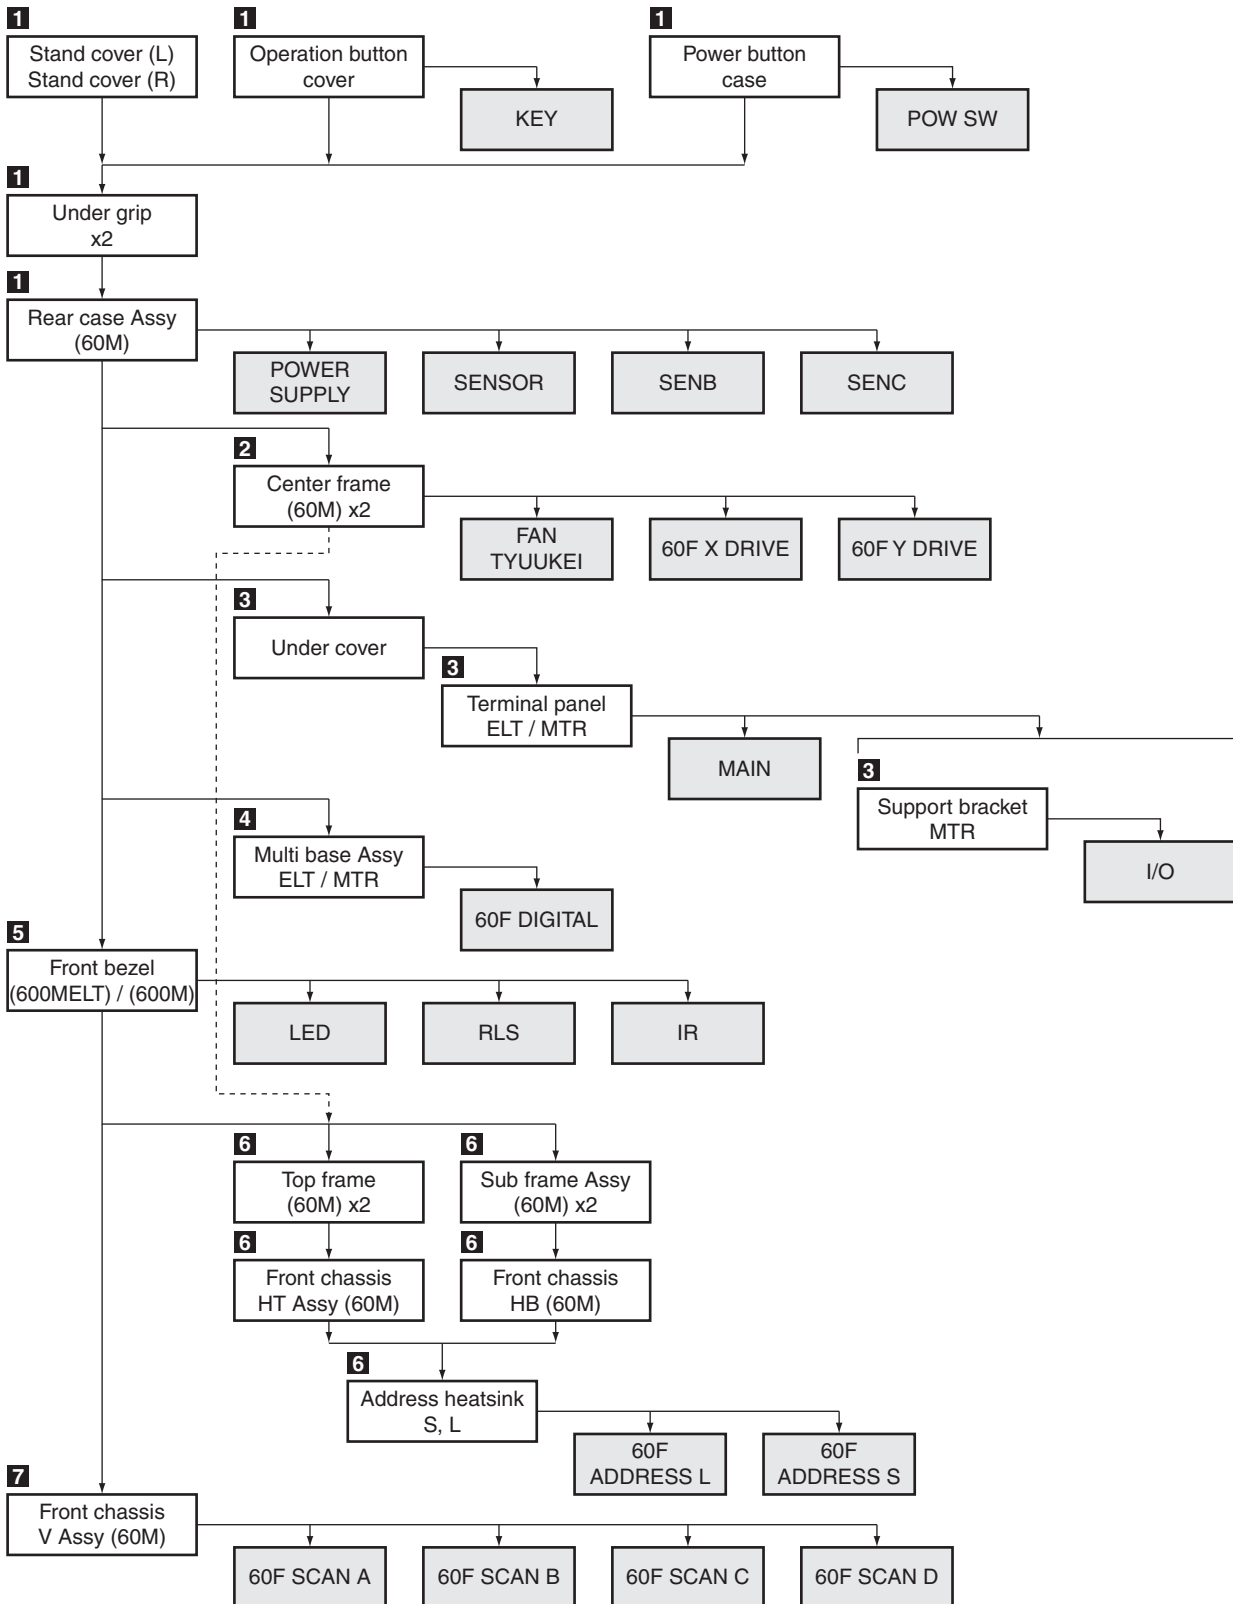 1
Stand cover (L)
Stand cover (R)
1
Operation button
cover
KEY
1
Power button
case
POW SW
1
Under grip
x2
1
Rear case Assy
(60M)
POWER
SUPPLY
SENSOR
SENB
SENC
2
Center frame
(60M) x2
FAN
TYUUKEI
60F X DRIVE
60F Y DRIVE
3
Under cover
3
Terminal panel
ELT / MTR
MAIN
3
Support bracket
MTR
I/O
4
Multi base Assy
ELT / MTR
60F DIGITAL
5
Front bezel
(600MELT) / (600M)
LED
RLS
IR
6
Top frame
(60M) x2
6
Sub frame Assy
(60M) x2
6
Front chassis
HT Assy (60M)
6
Front chassis
HB (60M)
6
Address heatsink
S, L
60F
ADDRESS L
60F
ADDRESS S
7
Front chassis
V Assy (60M)
60F SCAN A
60F SCAN B
60F SCAN C
60F SCAN D